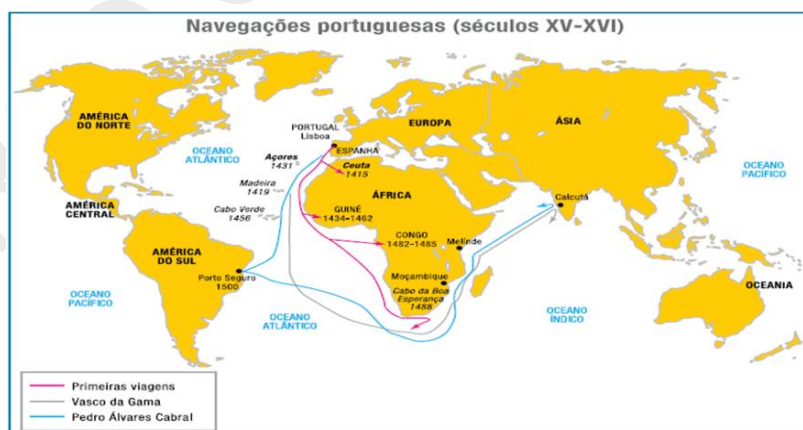 Navegações portuguesas (séculos XV-XVI)
AMÉRICA
DO NORTE
PORTUGAL
Lisboa
EUROPA
ÁSIA
ESPANHA
OCEANO
ATLÂNTICO
Açores
1431
Ceuta
1415
OCEANO
PACÍFICO
Madeira
1419
ÁFRICA
Calcutá
AMÉRICA
CENTRAL
Cabo Verde
1456
GUINÉ
1434-1462
CONGO
1482-1485
Melinde
AMÉRICA
DO SUL
Porto Seguro
1500
Moçambique
Cabo da Boa
Esperança
1488
OCEANIA
OCEANO
PACÍFICO
OCEANO
ATLÂNTICO
OCEANO
ÍNDICO
Primeiras viagens
Vasco da Gama
Pedro Álvares Cabral